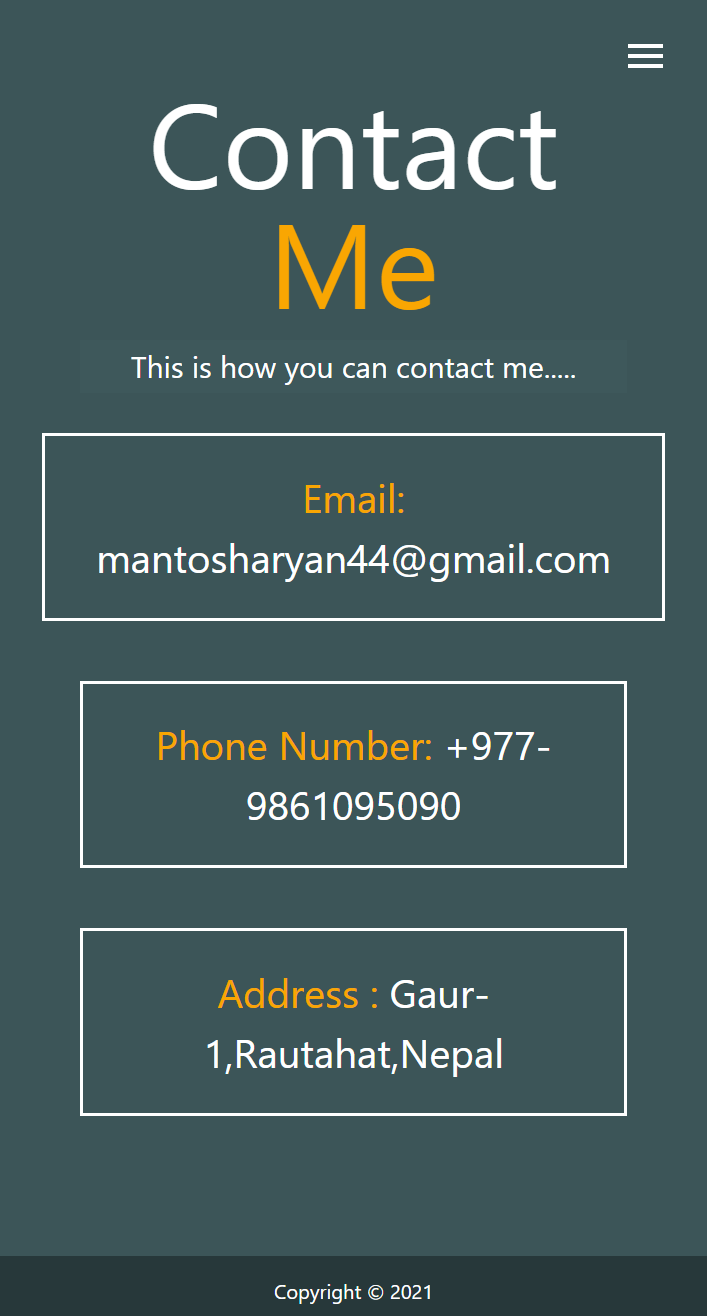 Contact
Me
This is how you can contact me.....
Email:
mantosharyan44@gmail.com
Phone Number: +977-
9861095090
Address : Gaur-
1,Rautahat,Nepal
Copyright © 2021